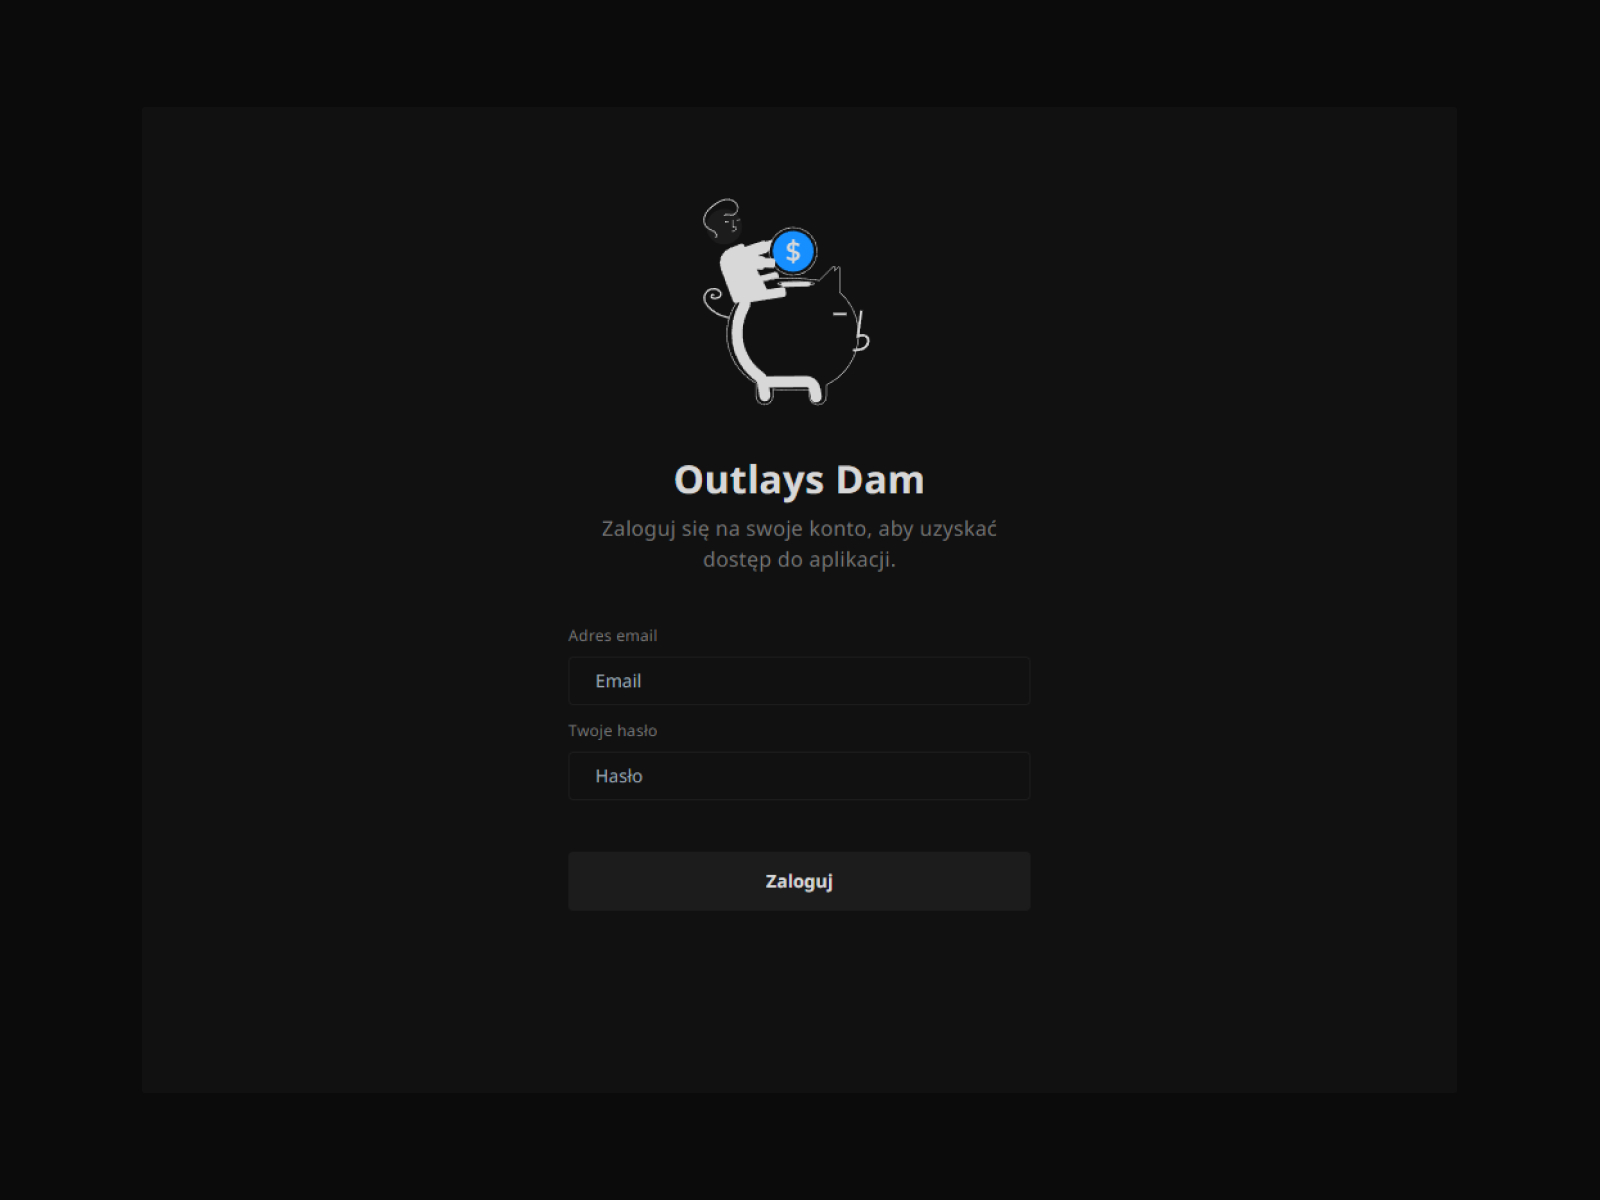 $
Outlays Dam
Zaloguj się na swoje konto, aby uzyskać
dostęp do aplikacji.
Adres email
Email
Twoje hasło
Hasło
Zaloguj